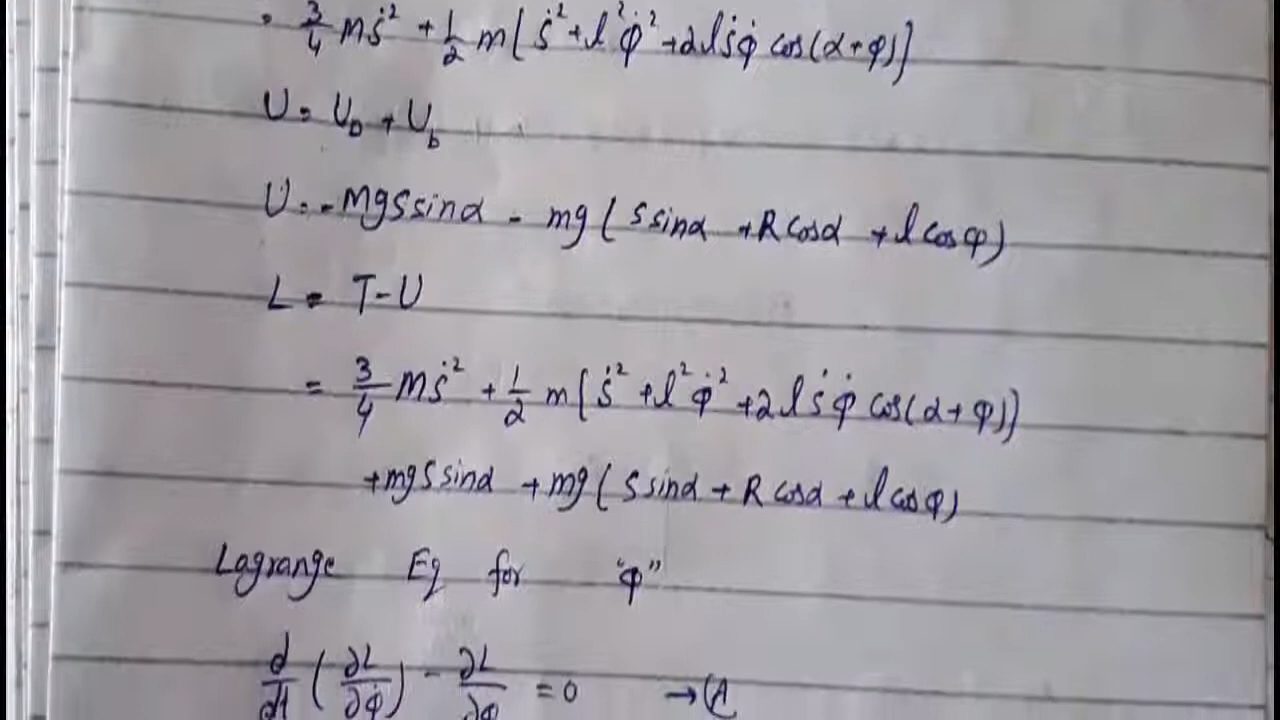 = 3/4 Mṡ² + 1/2 m[ṡ² + l²φ̇² + 2lṡφ̇ cos(α+φ)]
U = U_D + U_b
U = -Mgs sinα - mg(s sinα + R cosα + l cosφ)
L = T-U
= 3/4 Mṡ² + 1/2 m[ṡ² + l²φ̇² + 2lṡφ̇ cos(α+φ)]
+mgs sinα + mg(s sinα + R cosα + l cosφ)
Lagrange Eq for "φ"
d/dt (∂L/∂φ̇) - ∂L/∂φ = 0 → (A